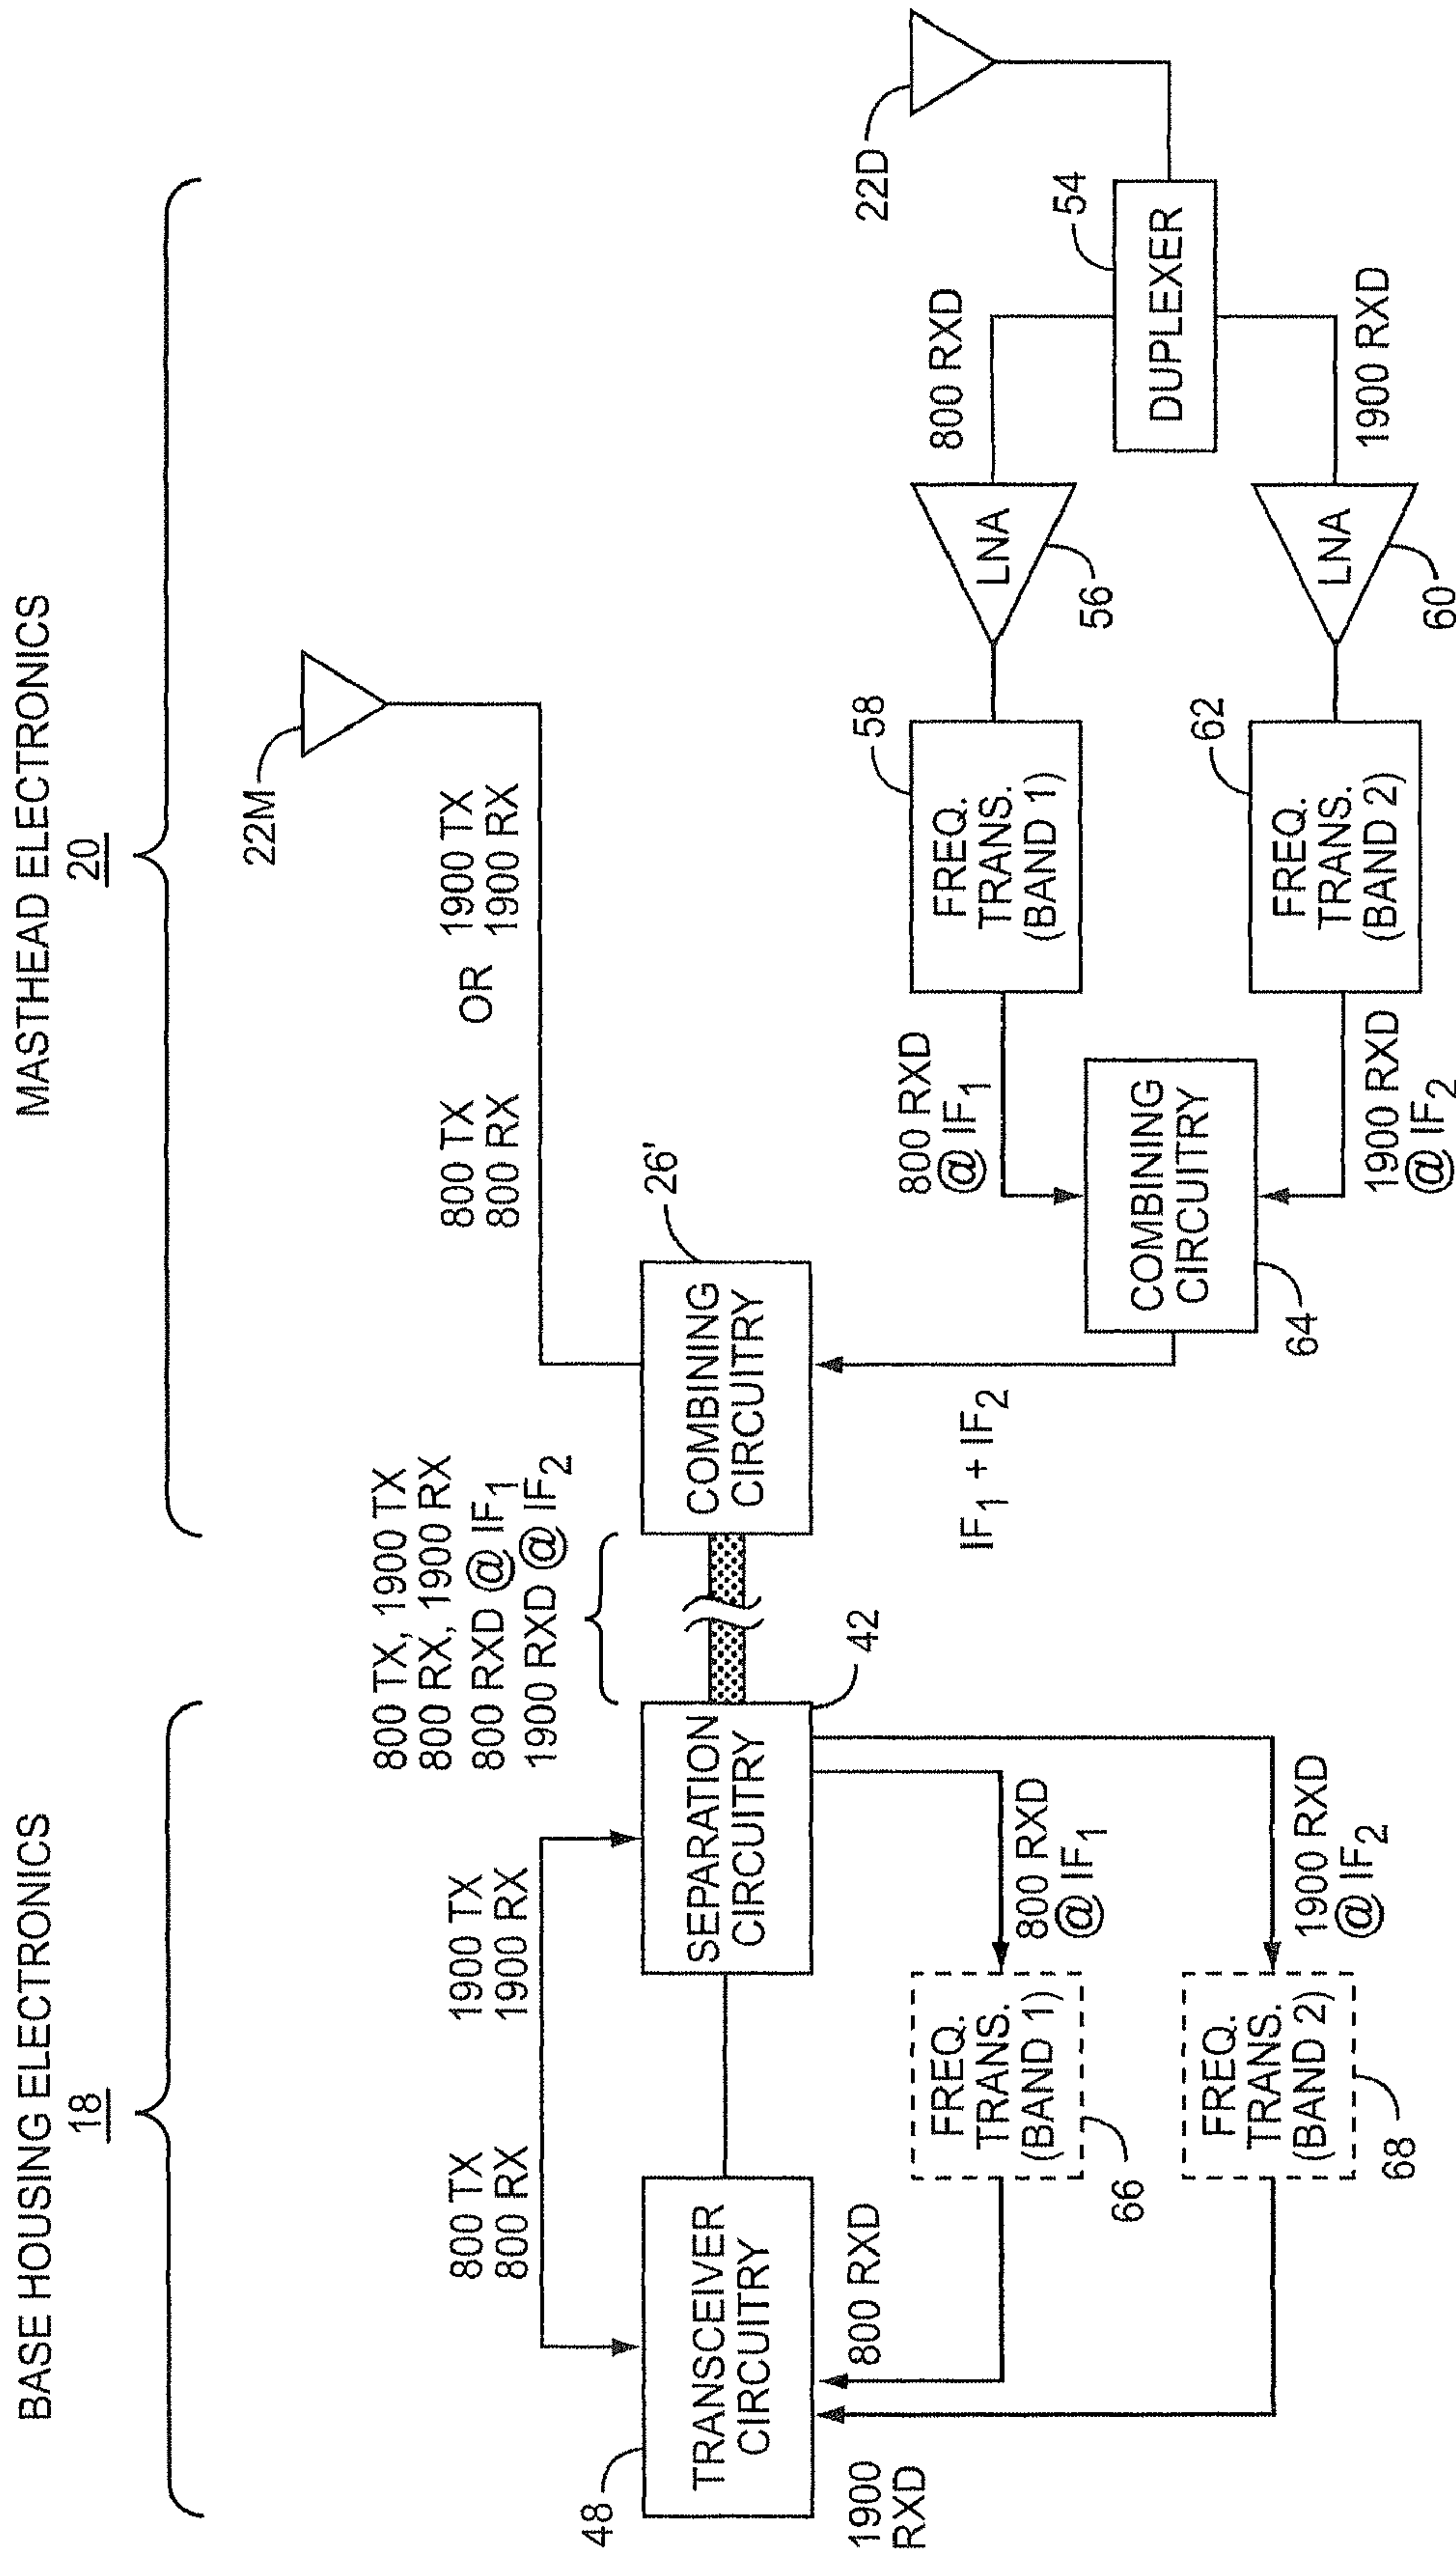 BASE HOUSING ELECTRONICS
18
MASTHEAD ELECTRONICS
20
800 TX
800 RX
1900 TX
1900 RX
800 TX, 1900 TX
800 RX, 1900 RX
800 RXD @ IF1
1900 RXD @ IF2
800 TX
800 RX
OR
1900 TX
1900 RX
22M
48
TRANSCEIVER
CIRCUITRY
SEPARATION
CIRCUITRY
42
COMBINING
CIRCUITRY
26'
1900
RXD
800 RXD
FREQ.
TRANS.
(BAND 1)
66
800 RXD
@ IF1
FREQ.
TRANS.
(BAND 2)
68
1900 RXD
@ IF2
IF1 + IF2
COMBINING
CIRCUITRY
64
800 RXD
@ IF1
1900 RXD
@ IF2
FREQ.
TRANS.
(BAND 1)
58
FREQ.
TRANS.
(BAND 2)
62
LNA
56
LNA
60
800 RXD
1900 RXD
DUPLEXER
54
22D